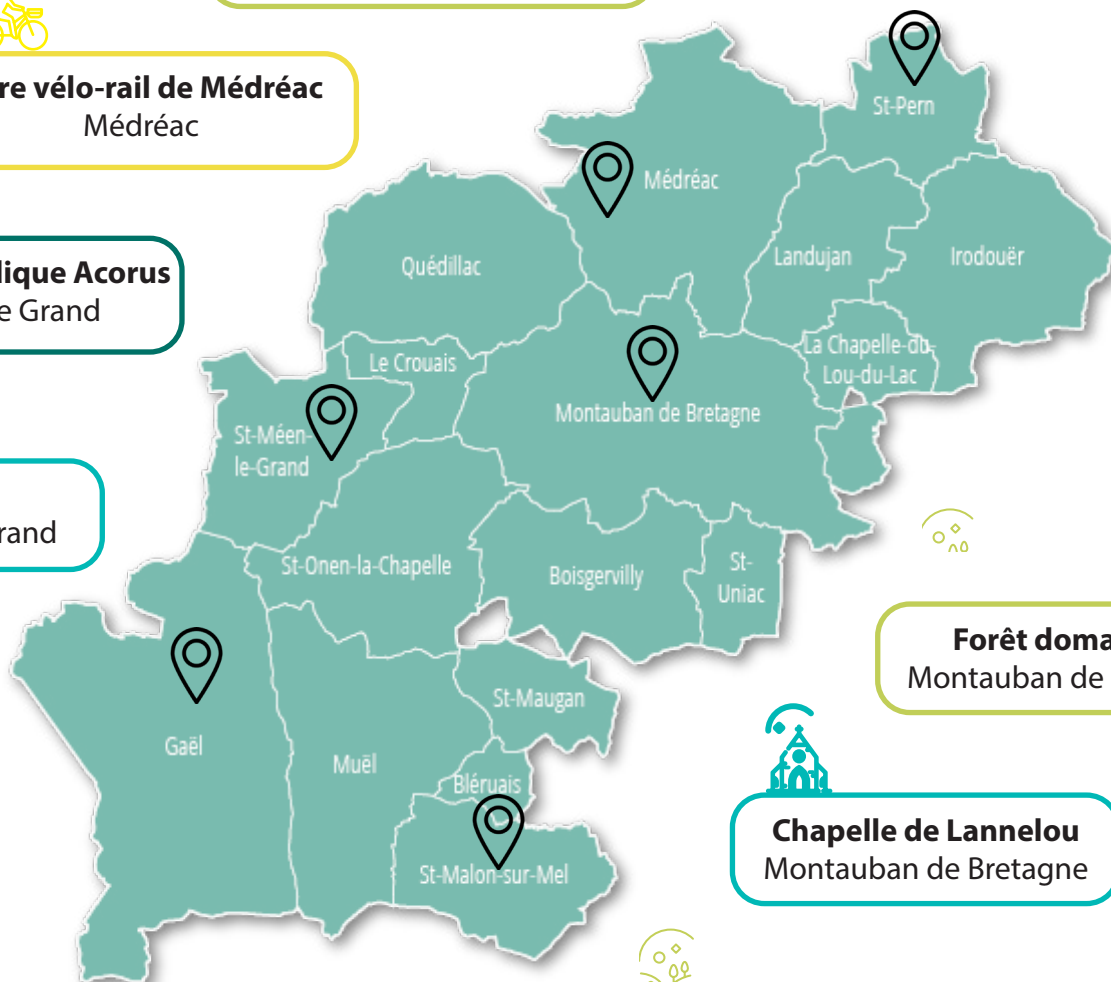 re vélo-rail de Médréac
Médréac
lique Acorus
e Grand
rand
St-Pern
Médréac
Quédillac
Landujan
Irodouër
Le Crouais
La Chapelle-du-
Lou-du-Lac
Montauban de Bretagne
St-Méen-
le-Grand
St-Onen-la-Chapelle
Boisgervilly
St-
Uniac
Forêt doma
Montauban de
St-Maugan
Gaël
Muël
Bléruais
St-Malon-sur-Mel
Chapelle de Lannelou
Montauban de Bretagne